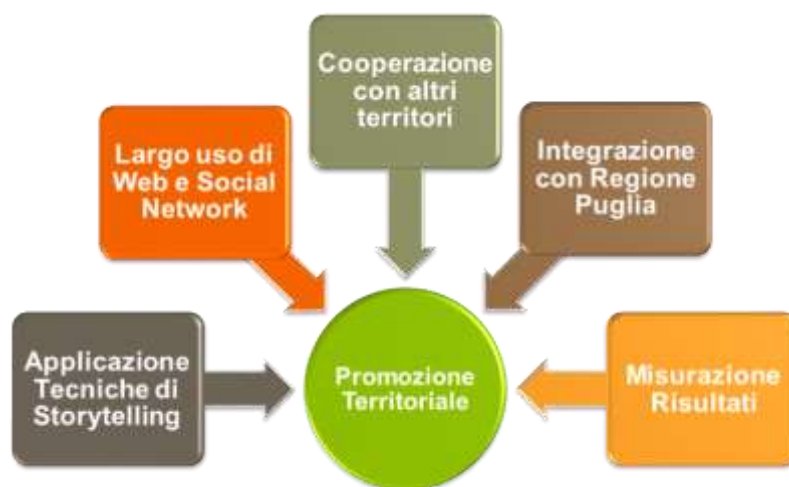 Cooperazione
con altri
territori
Largo uso di
Web e Social
Network
Integrazione
con Regione
Puglia
Applicazione
Tecniche di
Storytelling
Promozione
Territoriale
Misurazione
Risultati